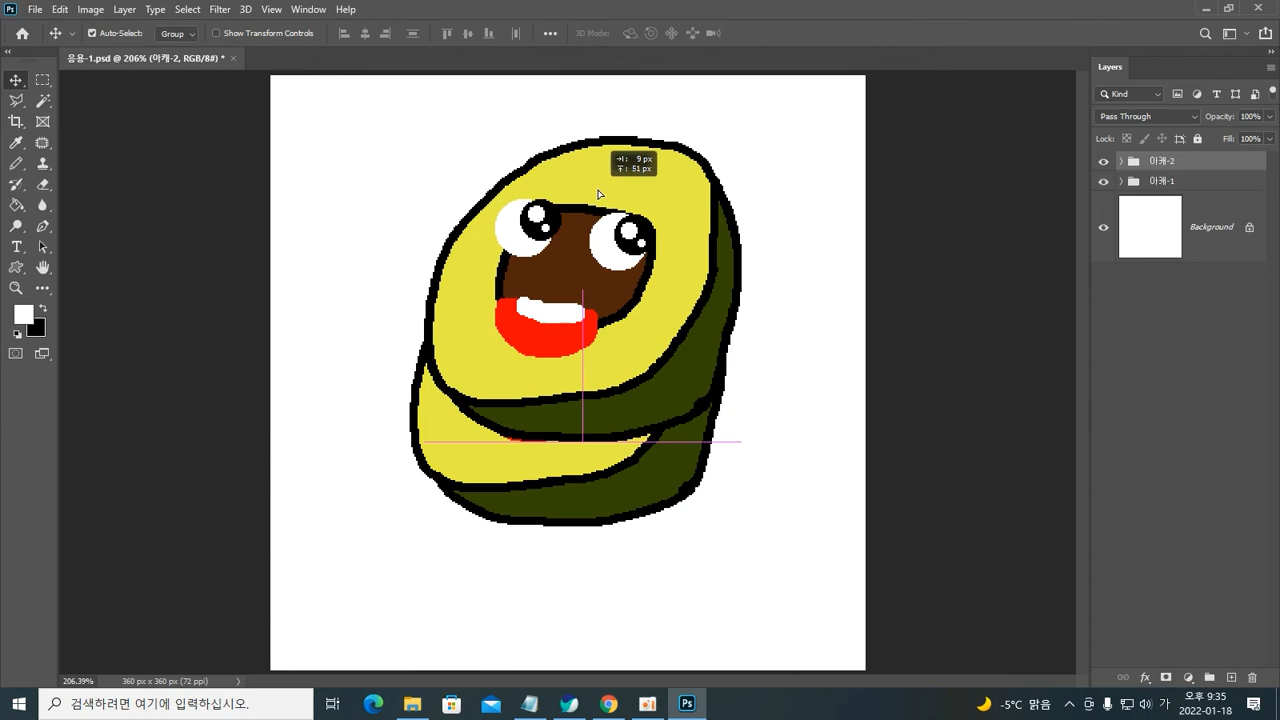 Ps File Edit Image Layer Type Select Filter 3D View Window Help
Auto-Select: Group Show Transform Controls 3D Mode:
응용-1.psd @ 206% (아캐-2, RGB/8#) * ×
Layers
Kind
Pass Through Opacity: 100%
Lock: Fill: 100%
아캐-2
아캐-1
Background
9 px
51 px
206.39% 360 px x 360 px (72 ppi)
검색하려면 여기에 입력하십시오.
-5°C 맑음
가
오후 9:35
2022-01-18